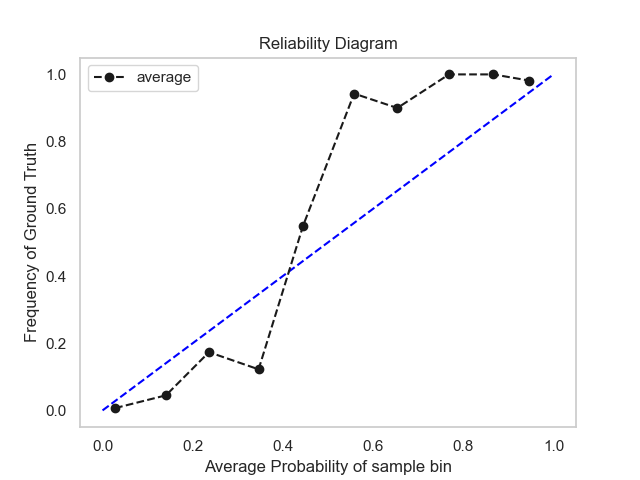 Reliability Diagram
average
Frequency of Ground Truth
1.0
0.8
0.6
0.4
0.2
0.0
0.0 0.2 0.4 0.6 0.8 1.0
Average Probability of sample bin